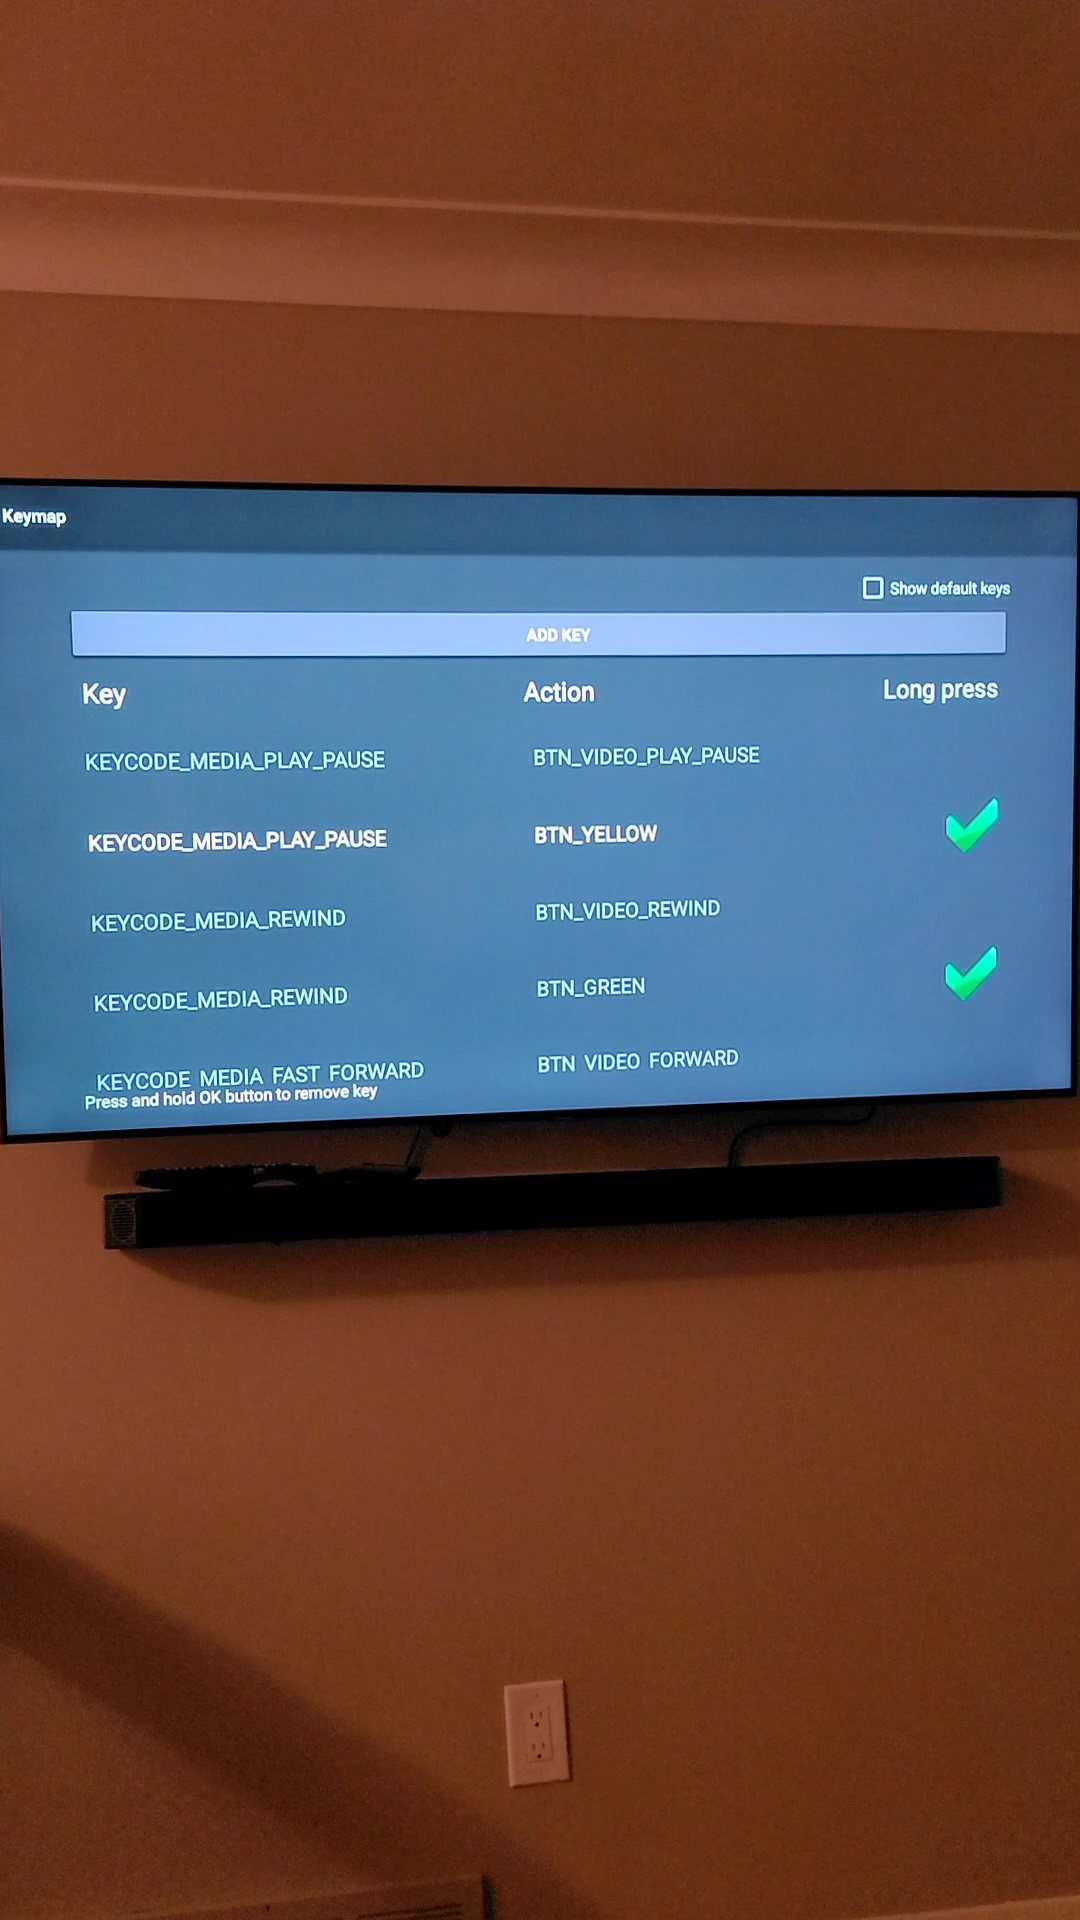 Keymap
Show default keys
ADD KEY
Key Action Long press
KEYCODE_MEDIA_PLAY_PAUSE BTN_VIDEO_PLAY_PAUSE
KEYCODE_MEDIA_PLAY_PAUSE BTN_YELLOW
KEYCODE_MEDIA_REWIND BTN_VIDEO_REWIND
KEYCODE_MEDIA_REWIND BTN_GREEN
KEYCODE_MEDIA_FAST_FORWARD BTN_VIDEO_FORWARD
Press and hold OK button to remove key